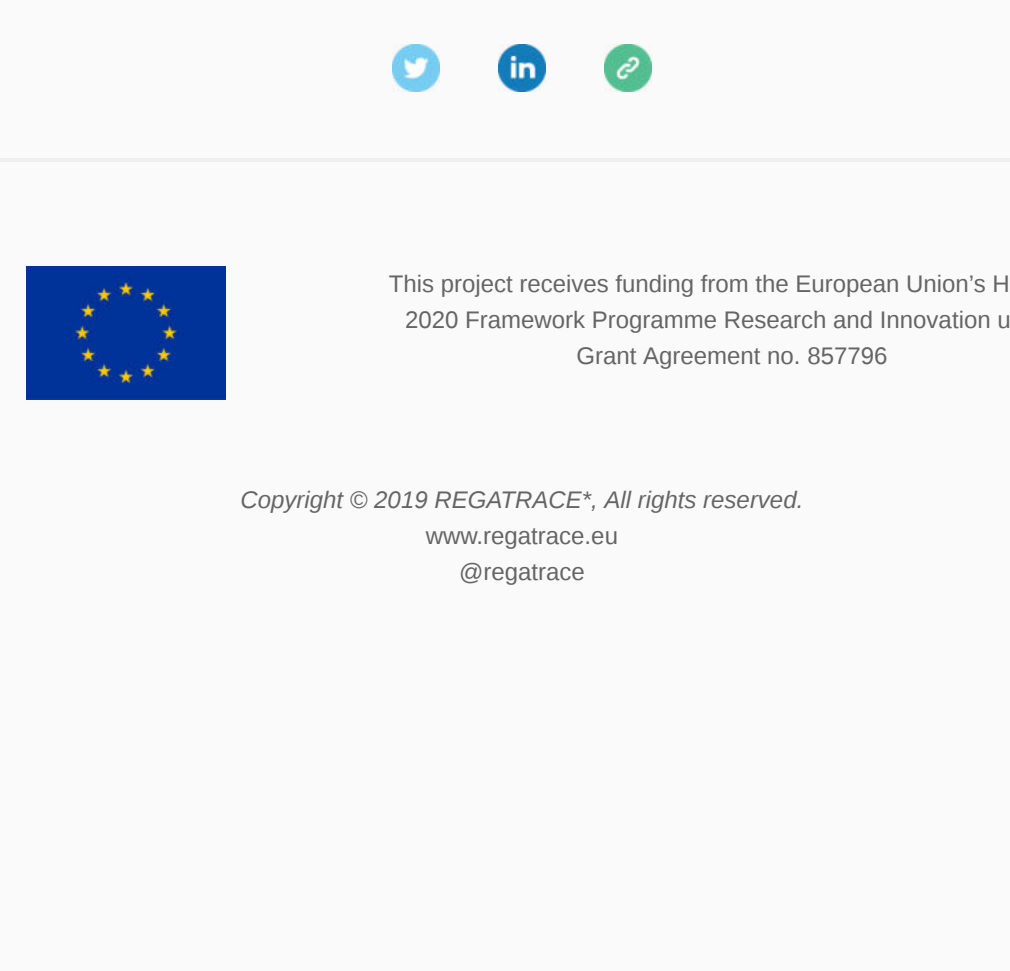 in
This project receives funding from the European Union’s H
2020 Framework Programme Research and Innovation u
Grant Agreement no. 857796
Copyright © 2019 REGATRACE*, All rights reserved.
www.regatrace.eu
@regatrace